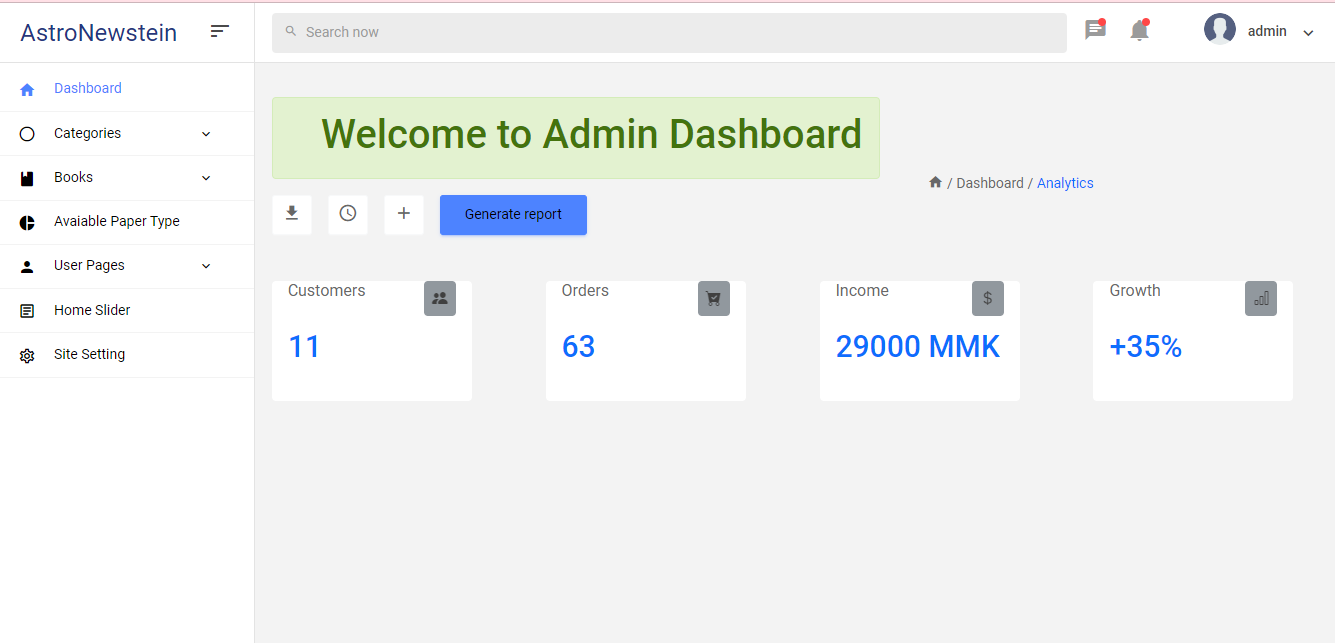 AstroNewstein
Search now
admin
Dashboard
Categories
Books
Avaiable Paper Type
User Pages
Home Slider
Site Setting
Welcome to Admin Dashboard
/ Dashboard / Analytics
Generate report
Customers
11
Orders
63
Income
$
29000 MMK
Growth
+35%